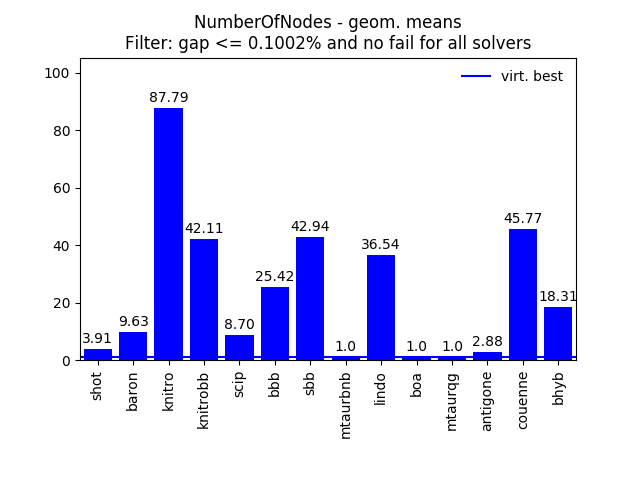 NumberOfNodes - geom. means
Filter: gap <= 0.1002% and no fail for all solvers
virt. best
100
80
60
40
20
0
3.91
9.63
87.79
42.11
8.70
25.42
42.94
1.0
36.54
1.0
1.0
2.88
45.77
18.31
shot
baron
knitro
knitrobb
scip
bbb
sbb
mtaurbnb
lindo
boa
mtaurqg
antigone
couenne
bhyb